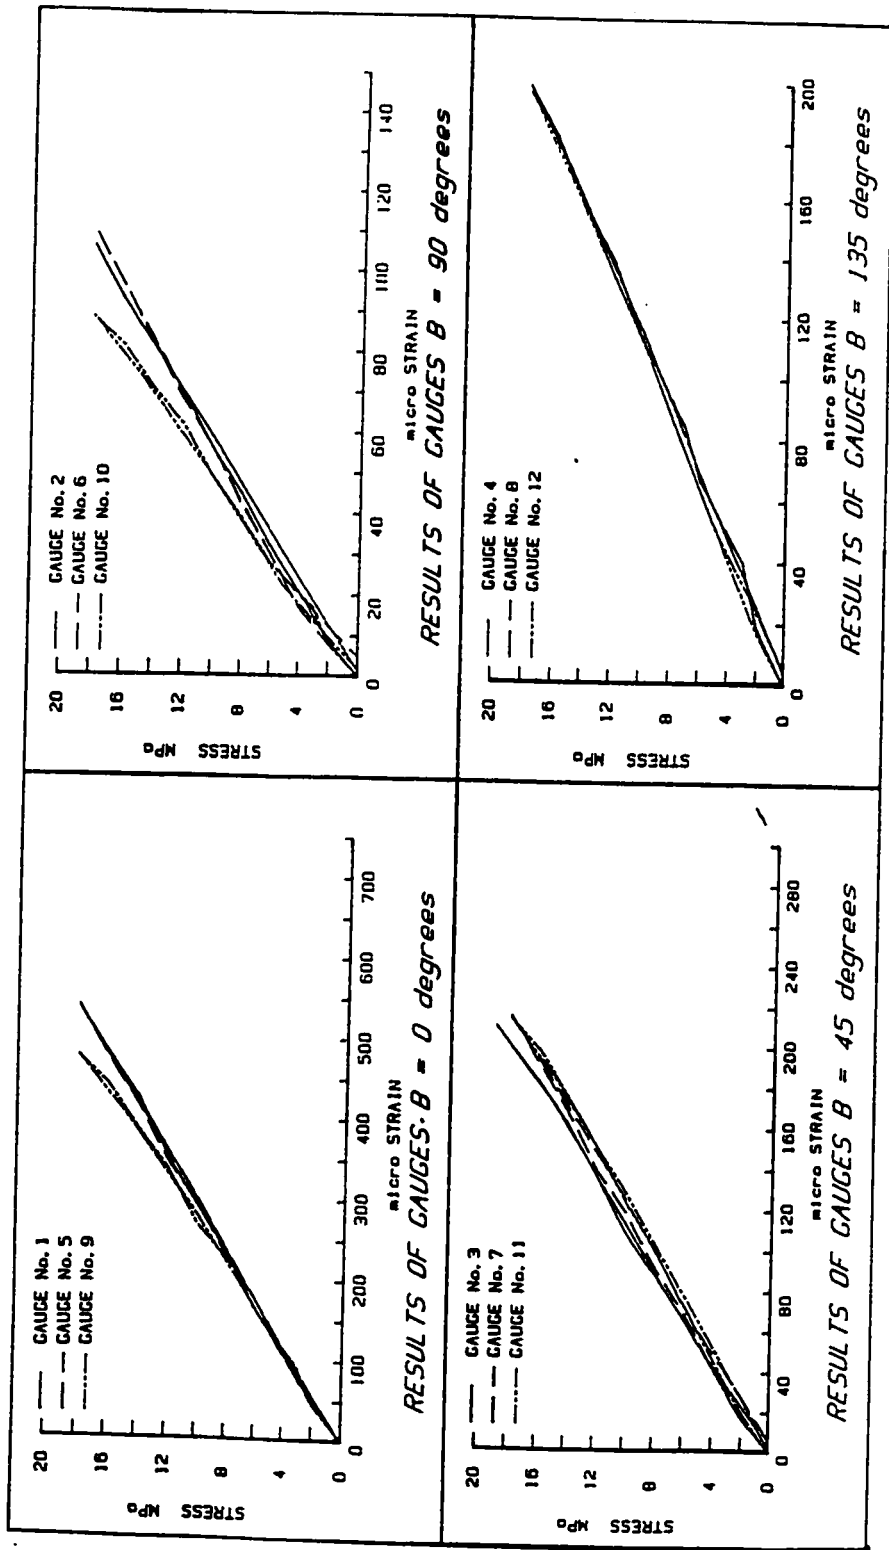 20
16
12
8
4
0
STRESS MPa
GAUGE No.1
GAUGE No.5
GAUGE No.9
0
100
200
300
400
500
600
700
micro STRAIN
RESULTS OF GAUGES·B = 0 degrees
20
16
12
8
4
0
STRESS MPa
GAUGE No.2
GAUGE No.6
GAUGE No.10
0
20
40
60
80
100
120
140
micro STRAIN
RESULTS OF GAUGES B = 90 degrees
20
16
12
8
4
0
STRESS MPa
GAUGE No.3
GAUGE No.7
GAUGE No.11
0
40
80
120
160
200
240
280
micro STRAIN
RESULTS OF GAUGES B = 45 degrees
20
16
12
8
4
0
STRESS MPa
GAUGE No.4
GAUGE No.8
GAUGE No.12
0
40
80
120
160
200
micro STRAIN
RESULTS OF GAUGES B = 135 degrees